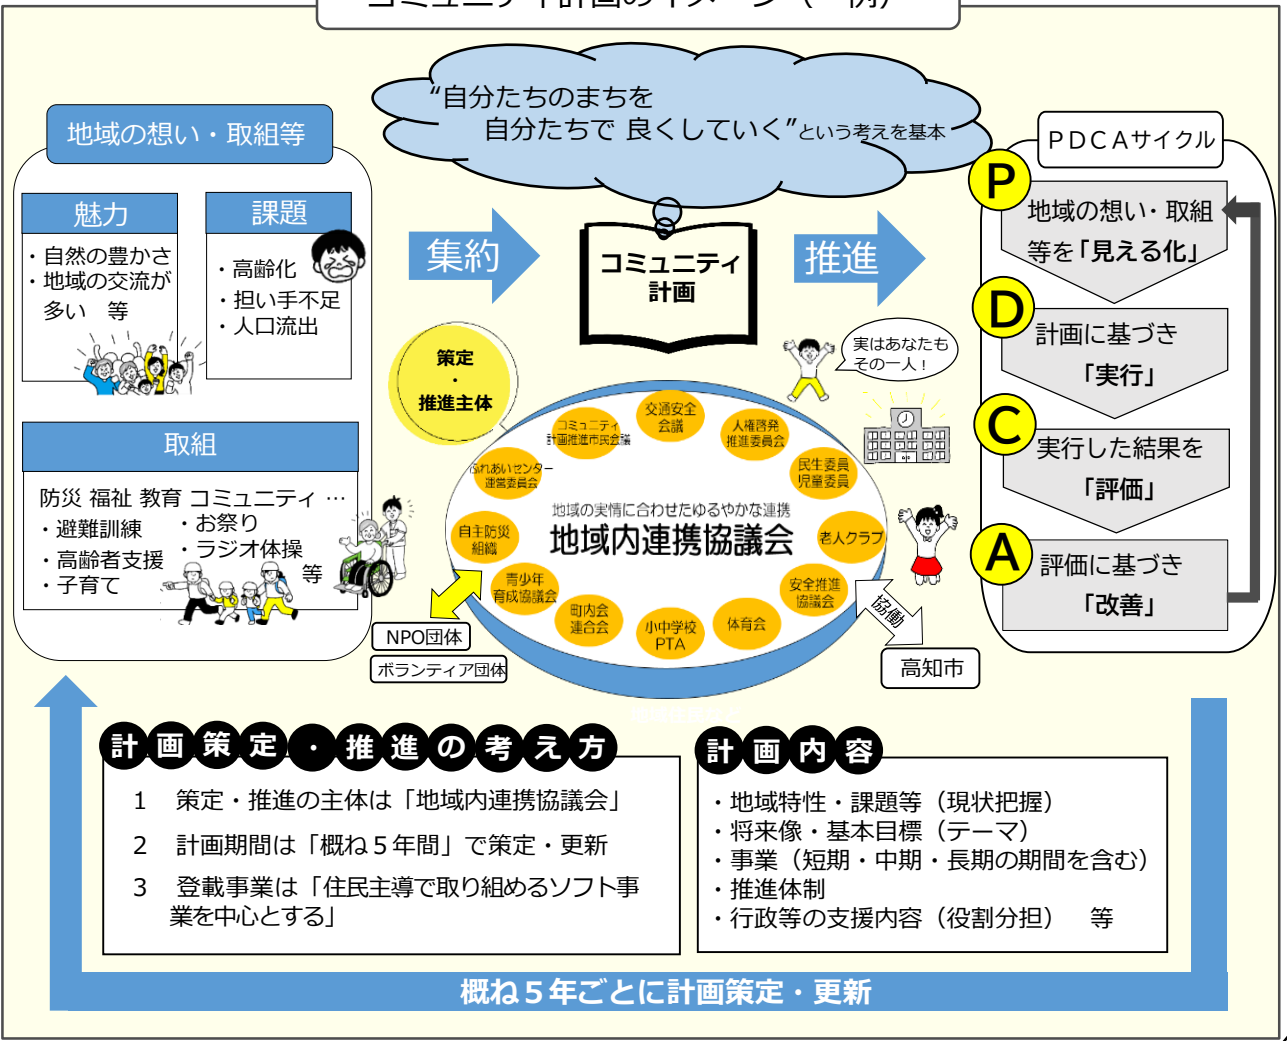 コミュニティ計画のイメージ（一例）
“自分たちのまちを
自分たちで 良くしていく”という考えを基本
地域の想い・取組等
魅力
・自然の豊かさ
・地域の交流が
多い　等
課題
・高齢化
・担い手不足
・人口流出
取組
防災 福祉 教育 コミュニティ …
・避難訓練
・高齢者支援
・子育て
・お祭り
・ラジオ体操
等
集約
コミュニティ
計画
推進
策定
・
推進主体
実はあなたも
その一人！
交通安全
会議
人権啓発
推進委員会
民生委員
児童委員
老人クラブ
安全推進
協議会
体育会
小中学校
PTA
町内会
連合会
青少年
育成協議会
自主防災
組織
ふれあいセンター
運営委員会
コミュニティ
計画推進市民会議
地域の実情に合わせたゆるやかな連携
地域内連携協議会
NPO団体
ボランティア団体
協働
高知市
PDCAサイクル
P
地域の想い・取組
等を「見える化」
D
計画に基づき
「実行」
C
実行した結果を
「評価」
A
評価に基づき
「改善」
計画策定・推進の考え方
1　策定・推進の主体は「地域内連携協議会」
2　計画期間は「概ね５年間」で策定・更新
3　登載事業は「住民主導で取り組めるソフト事
業を中心とする」
計画内容
・地域特性・課題等（現状把握）
・将来像・基本目標（テーマ）
・事業（短期・中期・長期の期間を含む）
・推進体制
・行政等の支援内容（役割分担）　等
概ね５年ごとに計画策定・更新